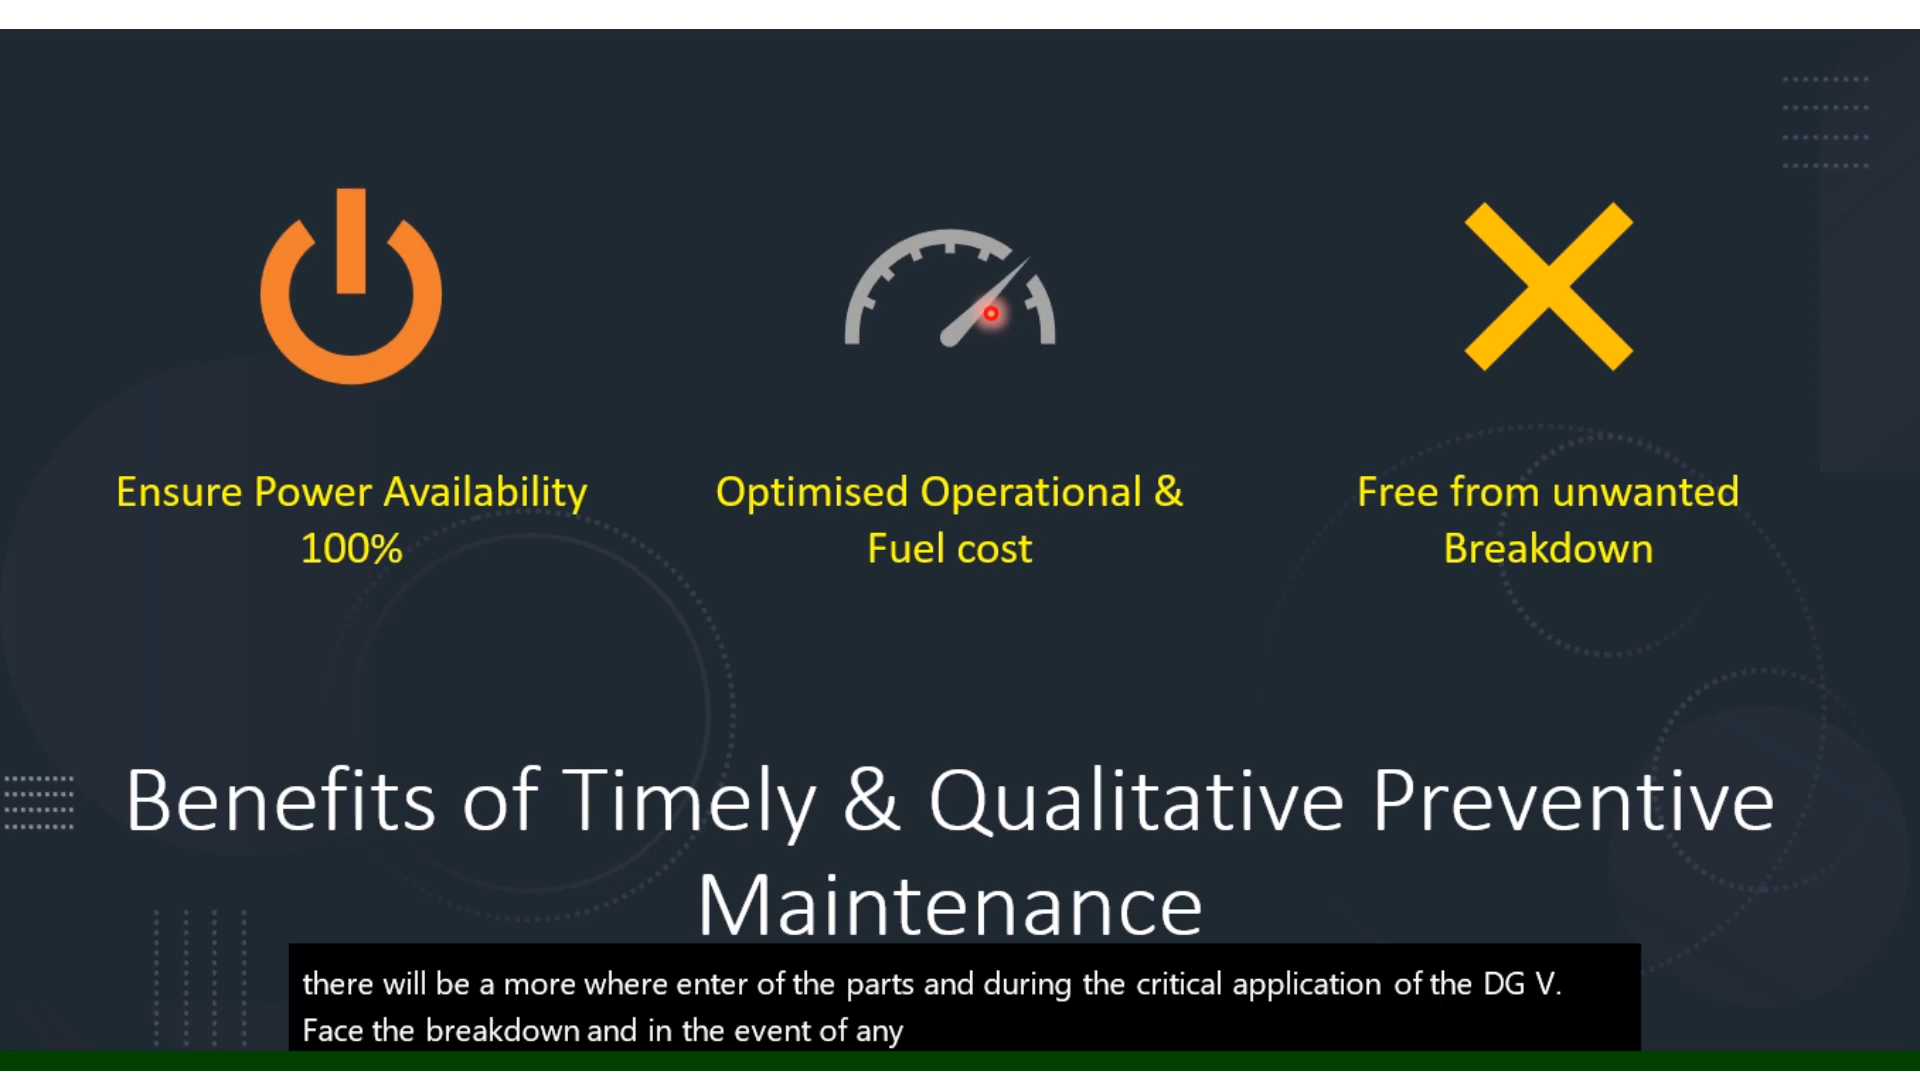 Ensure Power Availability
100%
Optimised Operational &
Fuel cost
Free from unwanted
Breakdown
Benefits of Timely & Qualitative Preventive
Maintenance
there will be a more where enter of the parts and during the critical application of the DG V.
Face the breakdown and in the event of any